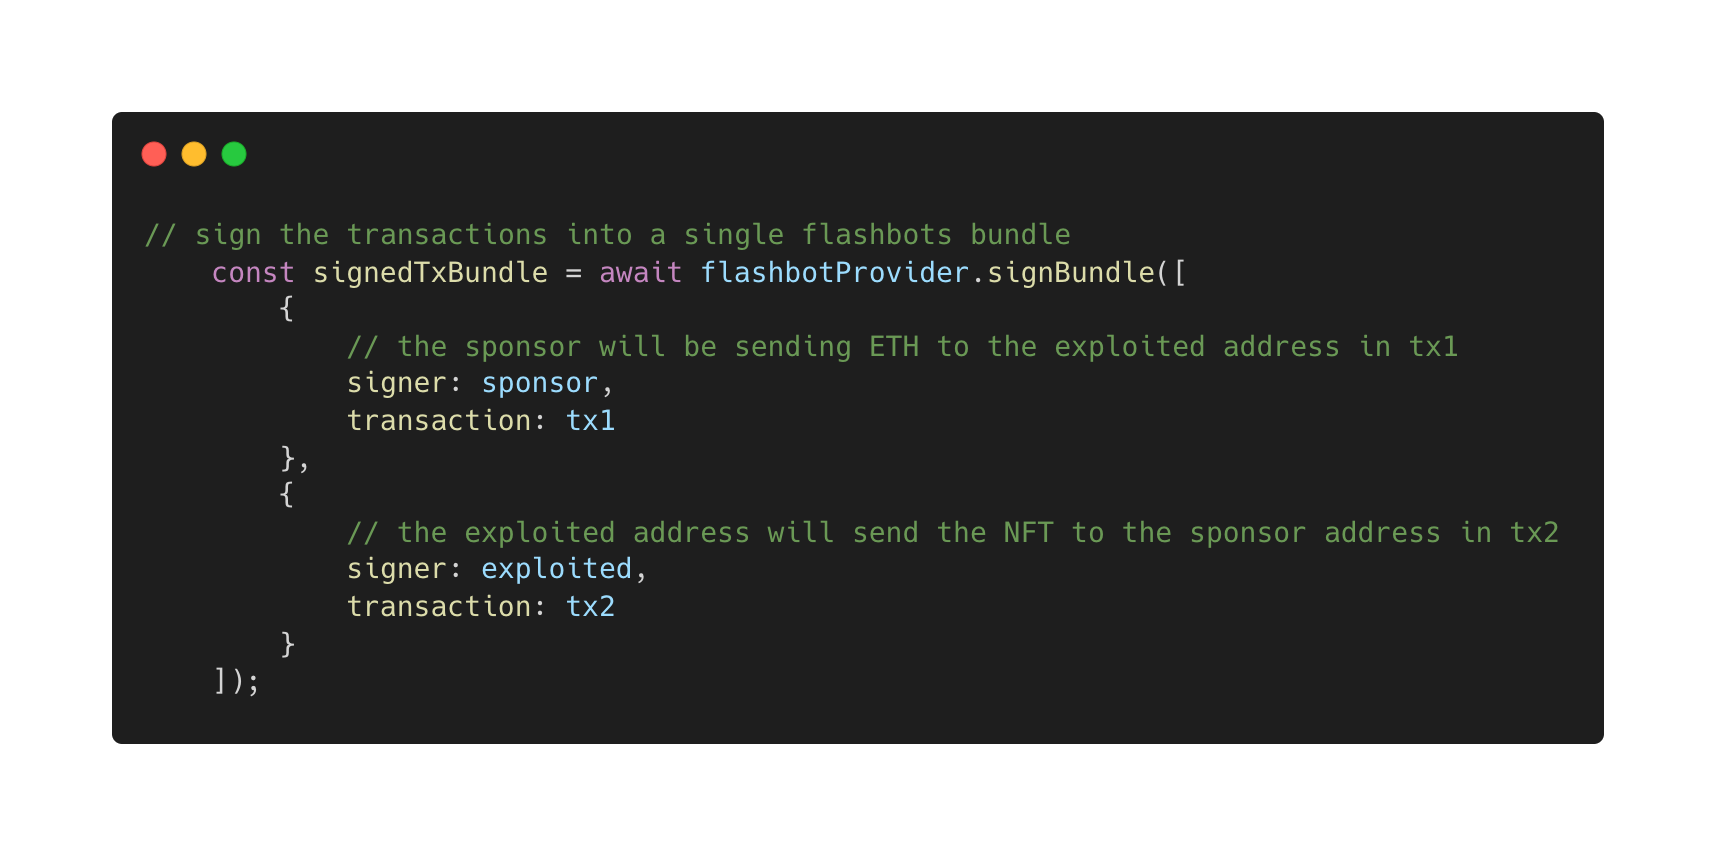 // sign the transactions into a single flashbots bundle
    const signedTxBundle = await flashbotProvider.signBundle([
        {
            // the sponsor will be sending ETH to the exploited address in tx1
            signer: sponsor,
            transaction: tx1
        },
        {
            // the exploited address will send the NFT to the sponsor address in tx2
            signer: exploited,
            transaction: tx2
        }
    ]);